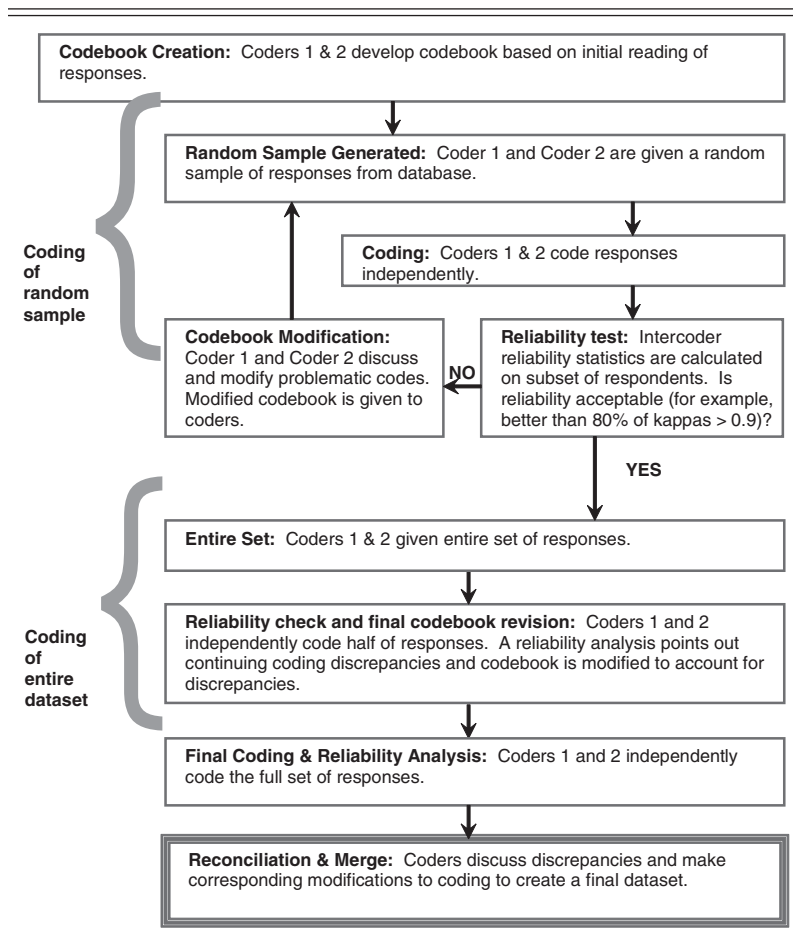 Codebook Creation: Coders 1 & 2 develop codebook based on initial reading of
responses.
Random Sample Generated: Coder 1 and Coder 2 are given a random
sample of responses from database.
Coding: Coders 1 & 2 code responses
independently.
Coding
of
random
sample
Codebook Modification:
Coder 1 and Coder 2 discuss
and modify problematic codes.
Modified codebook is given to
coders.
NO
Reliability test: Intercoder
reliability statistics are calculated
on subset of respondents. Is
reliability acceptable (for example,
better than 80% of kappas > 0.9)?
YES
Entire Set: Coders 1 & 2 given entire set of responses.
Coding
of
entire
dataset
Reliability check and final codebook revision: Coders 1 and 2
independently code half of responses. A reliability analysis points out
continuing coding discrepancies and codebook is modified to account for
discrepancies.
Final Coding & Reliability Analysis: Coders 1 and 2 independently
code the full set of responses.
Reconciliation & Merge: Coders discuss discrepancies and make
corresponding modifications to coding to create a final dataset.